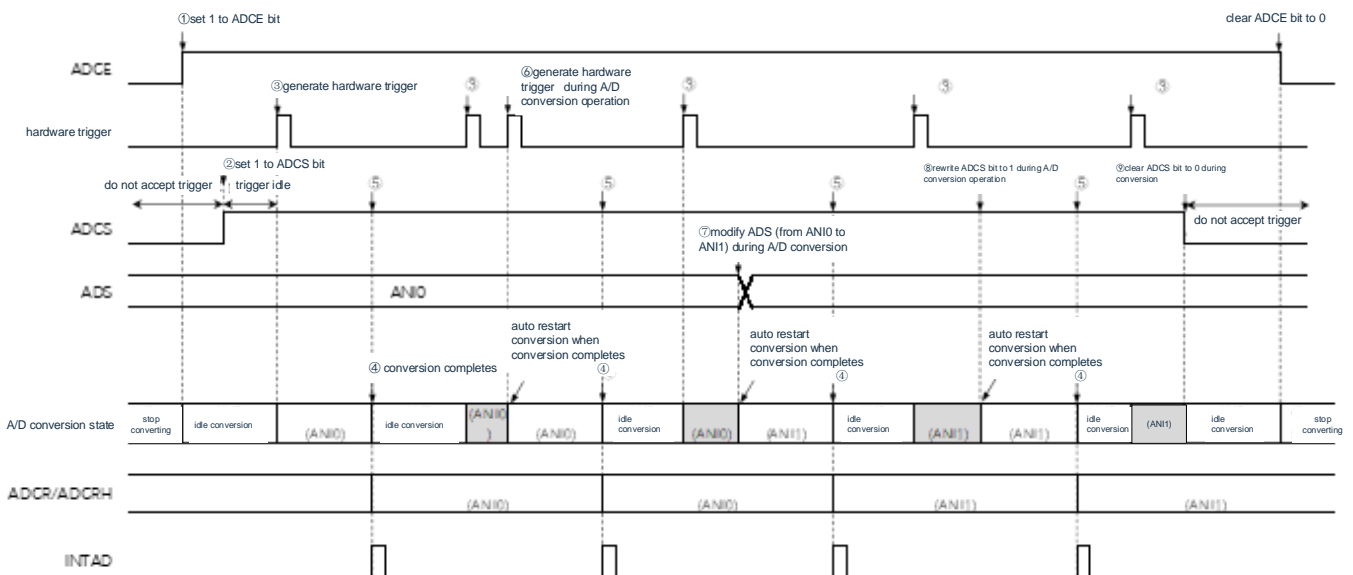 ①set 1 to ADCE bit
clear ADCE bit to 0
ADCE
③generate hardware trigger
③
⑥generate hardware
trigger during A/D
conversion operation
③
③
③
hardware trigger
②set 1 to ADCS bit
do not accept trigger
trigger idle
⑤
⑤
⑤
⑧rewrite ADCS bit to 1 during A/D
conversion operation
⑤
⑨clear ADCS bit to 0 during
conversion
ADCS
do not accept trigger
⑦modify ADS (from ANI0 to
ANI1) during A/D conversion
ADS
ANI0
auto restart
conversion when
conversion completes
auto restart
conversion when
conversion completes
auto restart
conversion when
conversion completes
④ conversion completes
④
④
④
A/D conversion state
stop
converting
idle conversion
(ANI0)
idle conversion
(ANI0
)
(ANI0)
idle
conversion
(ANI0)
(ANI1)
idle
conversion
(ANI1)
(ANI1)
idle
conversion
(ANI1)
idle
conversion
stop
converting
ADCR/ADCRH
(ANI0)
(ANI0)
(ANI1)
(ANI1)
INTAD